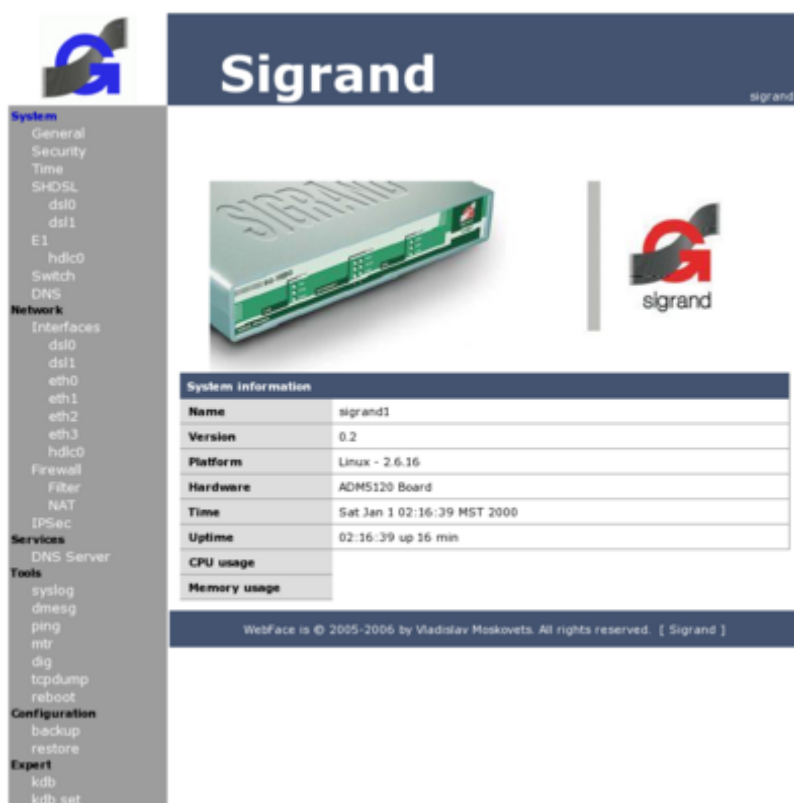 Sigrand
sigrand
System
General
Security
Time
SHDSL
dsl0
dsl1
E1
hdlc0
Switch
DNS
Network
Interfaces
dsl0
dsl1
eth0
eth1
eth2
eth3
hdlc0
Firewall
Filter
NAT
IPSec
Services
DNS Server
Tools
syslog
dmesg
ping
mtr
dig
tcpdump
reboot
Configuration
backup
restore
Expert
kdb
kdb set
SIGRAND
sigrand
System information
Name sigrand1
Version 0.2
Platform Linux - 2.6.16
Hardware ADM5120 Board
Time Sat Jan 1 02:16:39 MST 2000
Uptime 02:16:39 up 16 min
CPU usage
Memory usage
WebFace is © 2005-2006 by Vladislav Moskovets. All rights reserved. [ Sigrand ]